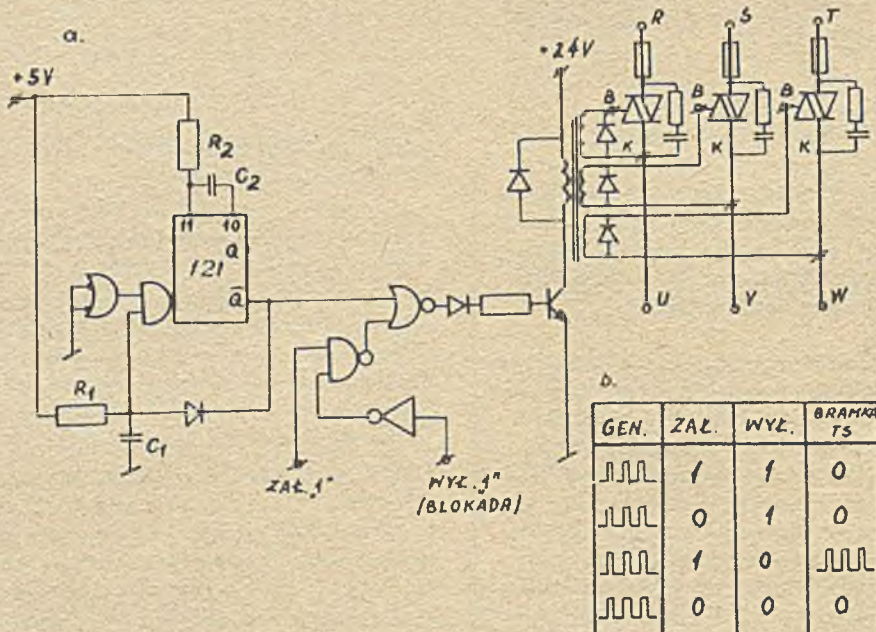 a.
+5V
R₂
C₂
11 10
121
Q
Q̅
R₁
C₁
ZAŁ „1"
WYŁ. „1"
(BLOKADA)
+24V
R S T
B B B
K K K
U V W
b.
GEN. ZAŁ. WYŁ. BRAMKA TS
1 1 0
0 1 0
1 0
0 0 0